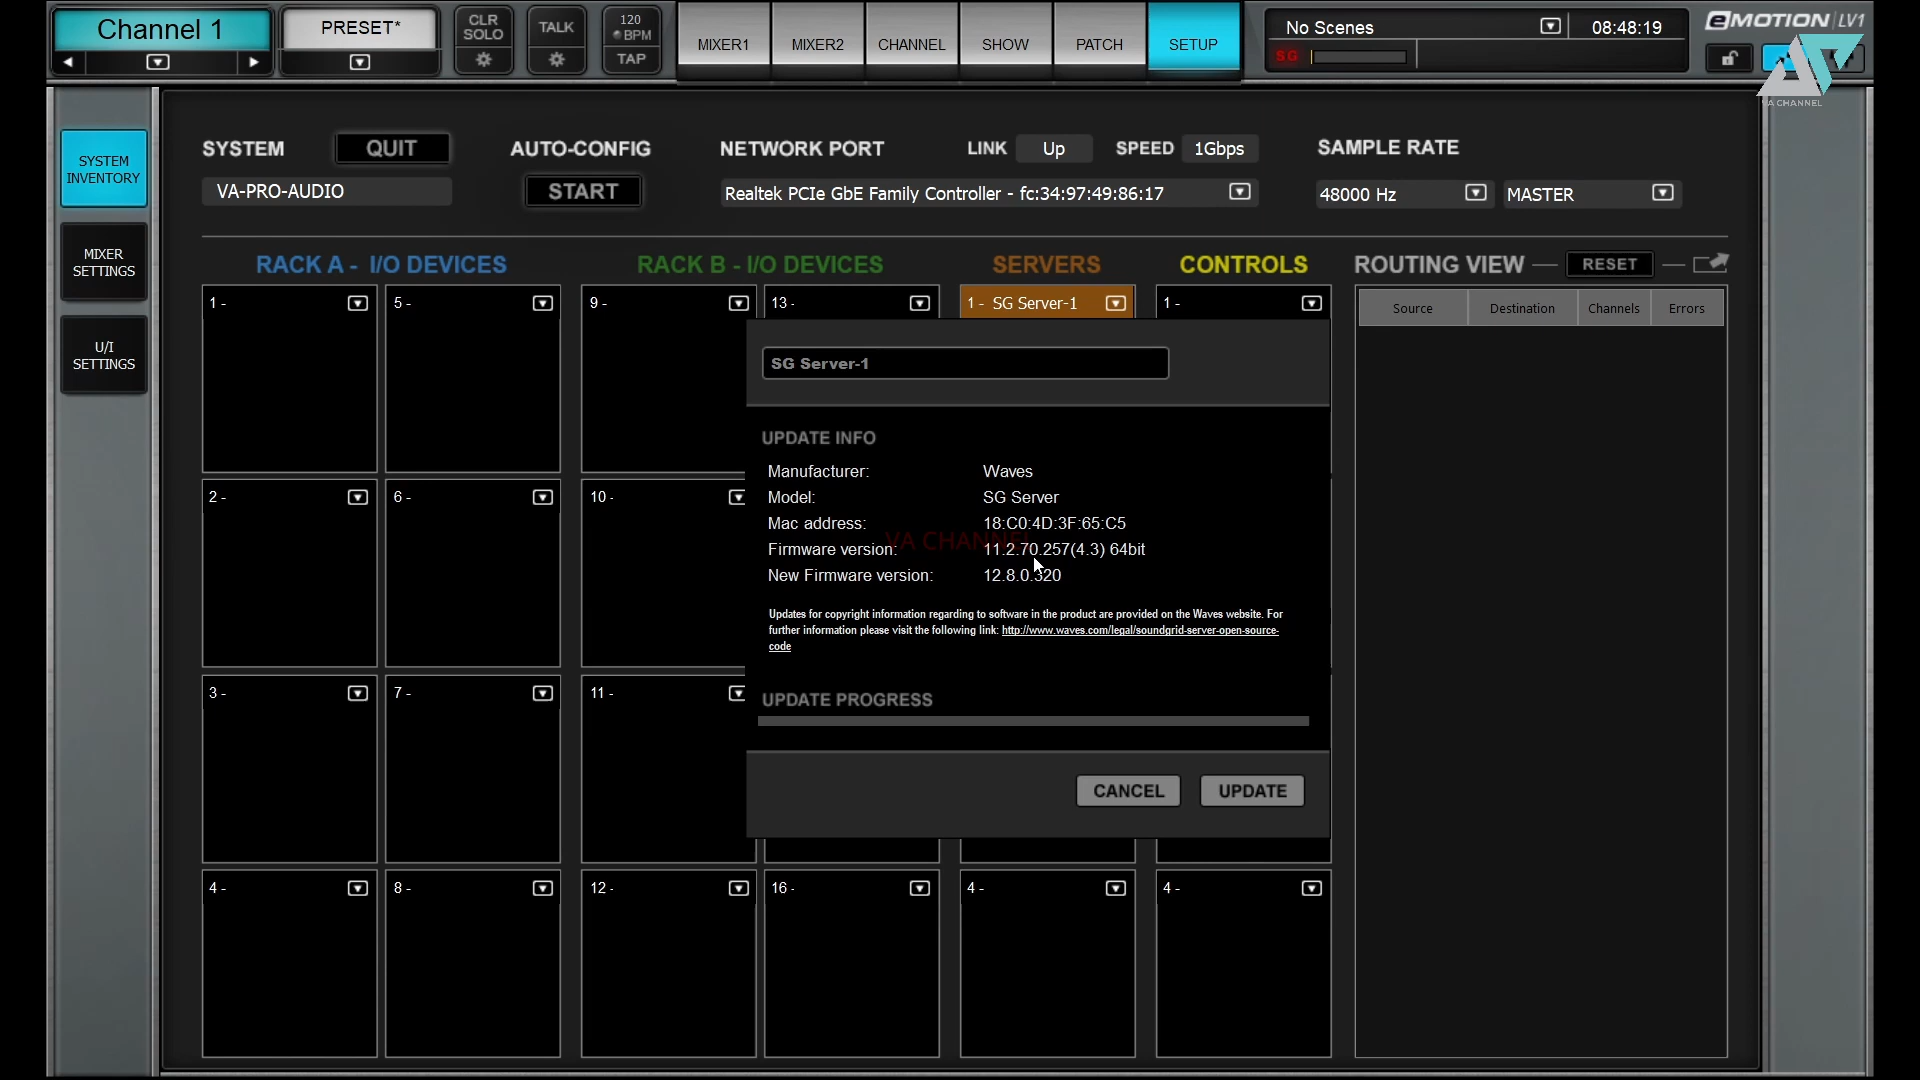 Channel 1
PRESET*
CLR
SOLO
TALK
120
BPM
TAP
MIXER1
MIXER2
CHANNEL
SHOW
PATCH
SETUP
No Scenes
08:48:19
SG
eMOTION LV1
VA CHANNEL
SYSTEM
INVENTORY
MIXER
SETTINGS
U/I
SETTINGS
SYSTEM
QUIT
VA-PRO-AUDIO
AUTO-CONFIG
START
NETWORK PORT
LINK Up
SPEED 1Gbps
Realtek PCIe GbE Family Controller - fc:34:97:49:86:17
SAMPLE RATE
48000 Hz
MASTER
RACK A - I/O DEVICES
RACK B - I/O DEVICES
SERVERS
CONTROLS
ROUTING VIEW
RESET
1 -
5 -
9 -
13 -
1 - SG Server-1
1 -
Source
Destination
Channels
Errors
SG Server-1
UPDATE INFO
Manufacturer: Waves
Model: SG Server
Mac address: 18:C0:4D:3F:65:C5
VA CHANNEL
Firmware version: 11.2.70.257(4.3) 64bit
New Firmware version: 12.8.0.320
Updates for copyright information regarding to software in the product are provided on the Waves website. For
further information please visit the following link: http://www.waves.com/legal/soundgrid-server-open-source-
code
UPDATE PROGRESS
CANCEL
UPDATE
2 -
6 -
10 -
3 -
7 -
11 -
4 -
8 -
12 -
16 -
4 -
4 -